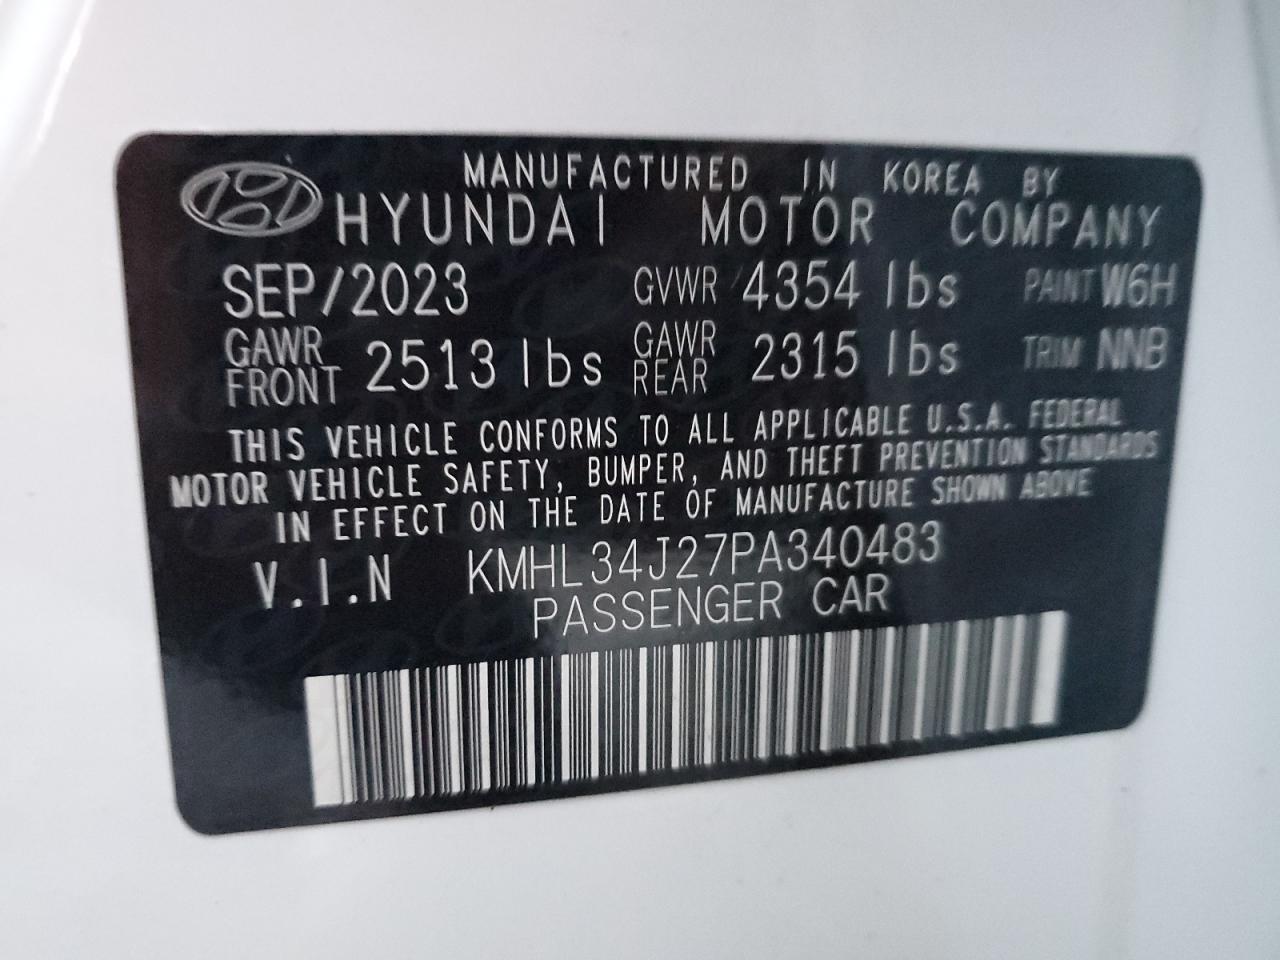 MANUFACTURED IN KOREA BY
HYUNDAI MOTOR COMPANY
SEP/2023 GVWR 4354 lbs PAINT W6H
GAWR FRONT 2513 lbs GAWR REAR 2315 lbs TRIM NNB
THIS VEHICLE CONFORMS TO ALL APPLICABLE U.S.A. FEDERAL
MOTOR VEHICLE SAFETY, BUMPER, AND THEFT PREVENTION STANDARDS
IN EFFECT ON THE DATE OF MANUFACTURE SHOWN ABOVE
V.I.N KMHL34J27PA340483
PASSENGER CAR